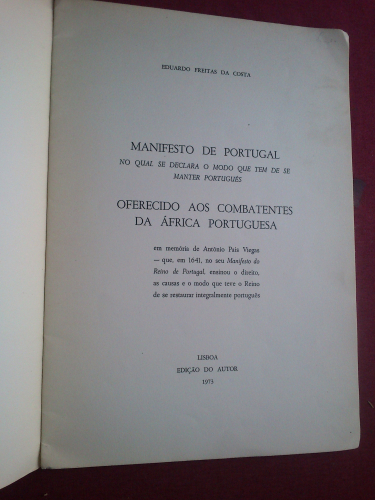 EDUARDO FREITAS DA COSTA
MANIFESTO DE PORTUGAL
NO QUAL SE DECLARA O MODO QUE TEM DE SE
MANTER PORTUGUÊS
OFERECIDO AOS COMBATENTES
DA ÁFRICA PORTUGUESA
em memória de António Pais Viegas
— que, em 1641, no seu Manifesto do
Reino de Portugal, ensinou o direito,
as causas e o modo que teve o Reino
de se restaurar integralmente português
LISBOA
EDIÇÃO DO AUTOR
1973